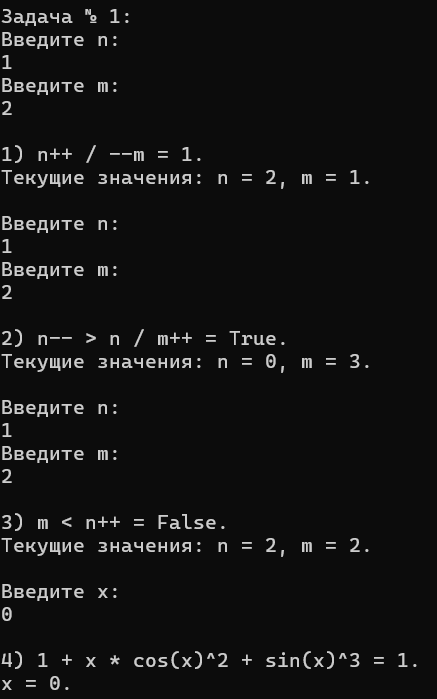 Задача № 1:
Введите n:
1
Введите m:
2
1) n++ / --m = 1.
Текущие значения: n = 2, m = 1.
Введите n:
1
Введите m:
2
2) n-- > n / m++ = True.
Текущие значения: n = 0, m = 3.
Введите n:
1
Введите m:
2
3) m < n++ = False.
Текущие значения: n = 2, m = 2.
Введите x:
0
4) 1 + x * cos(x)^2 + sin(x)^3 = 1.
x = 0.